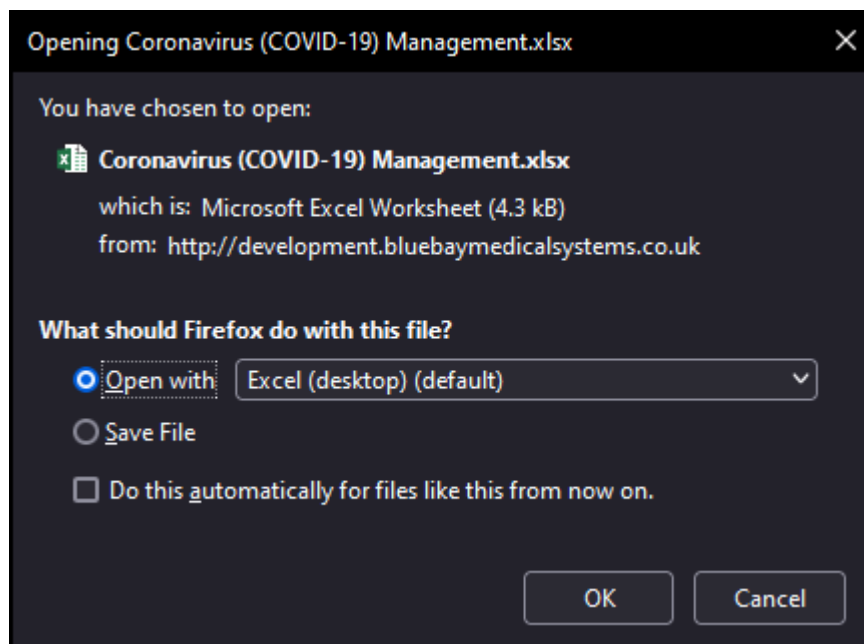 Opening Coronavirus (COVID-19) Management.xlsx
You have chosen to open:
Coronavirus (COVID-19) Management.xlsx
which is: Microsoft Excel Worksheet (4.3 kB)
from: http://development.bluebaymedicalsystems.co.uk
What should Firefox do with this file?
Open with Excel (desktop) (default)
Save File
Do this automatically for files like this from now on.
OK Cancel